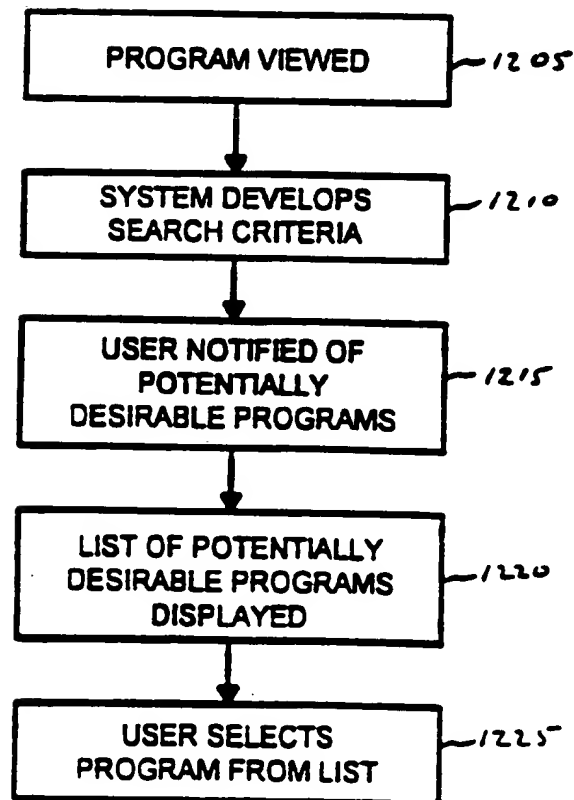 PROGRAM VIEWED
1205
SYSTEM DEVELOPS
SEARCH CRITERIA
1210
USER NOTIFIED OF
POTENTIALLY
DESIRABLE PROGRAMS
1215
LIST OF POTENTIALLY
DESIRABLE PROGRAMS
DISPLAYED
1220
USER SELECTS
PROGRAM FROM LIST
1225